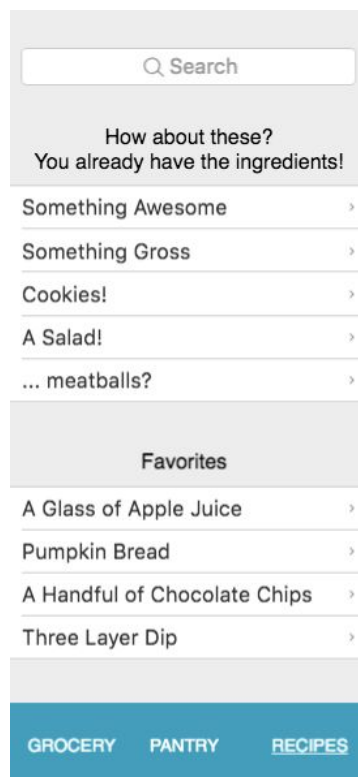 Search
How about these?
You already have the ingredients!
Something Awesome
Something Gross
Cookies!
A Salad!
... meatballs?
Favorites
A Glass of Apple Juice
Pumpkin Bread
A Handful of Chocolate Chips
Three Layer Dip
GROCERY PANTRY RECIPES